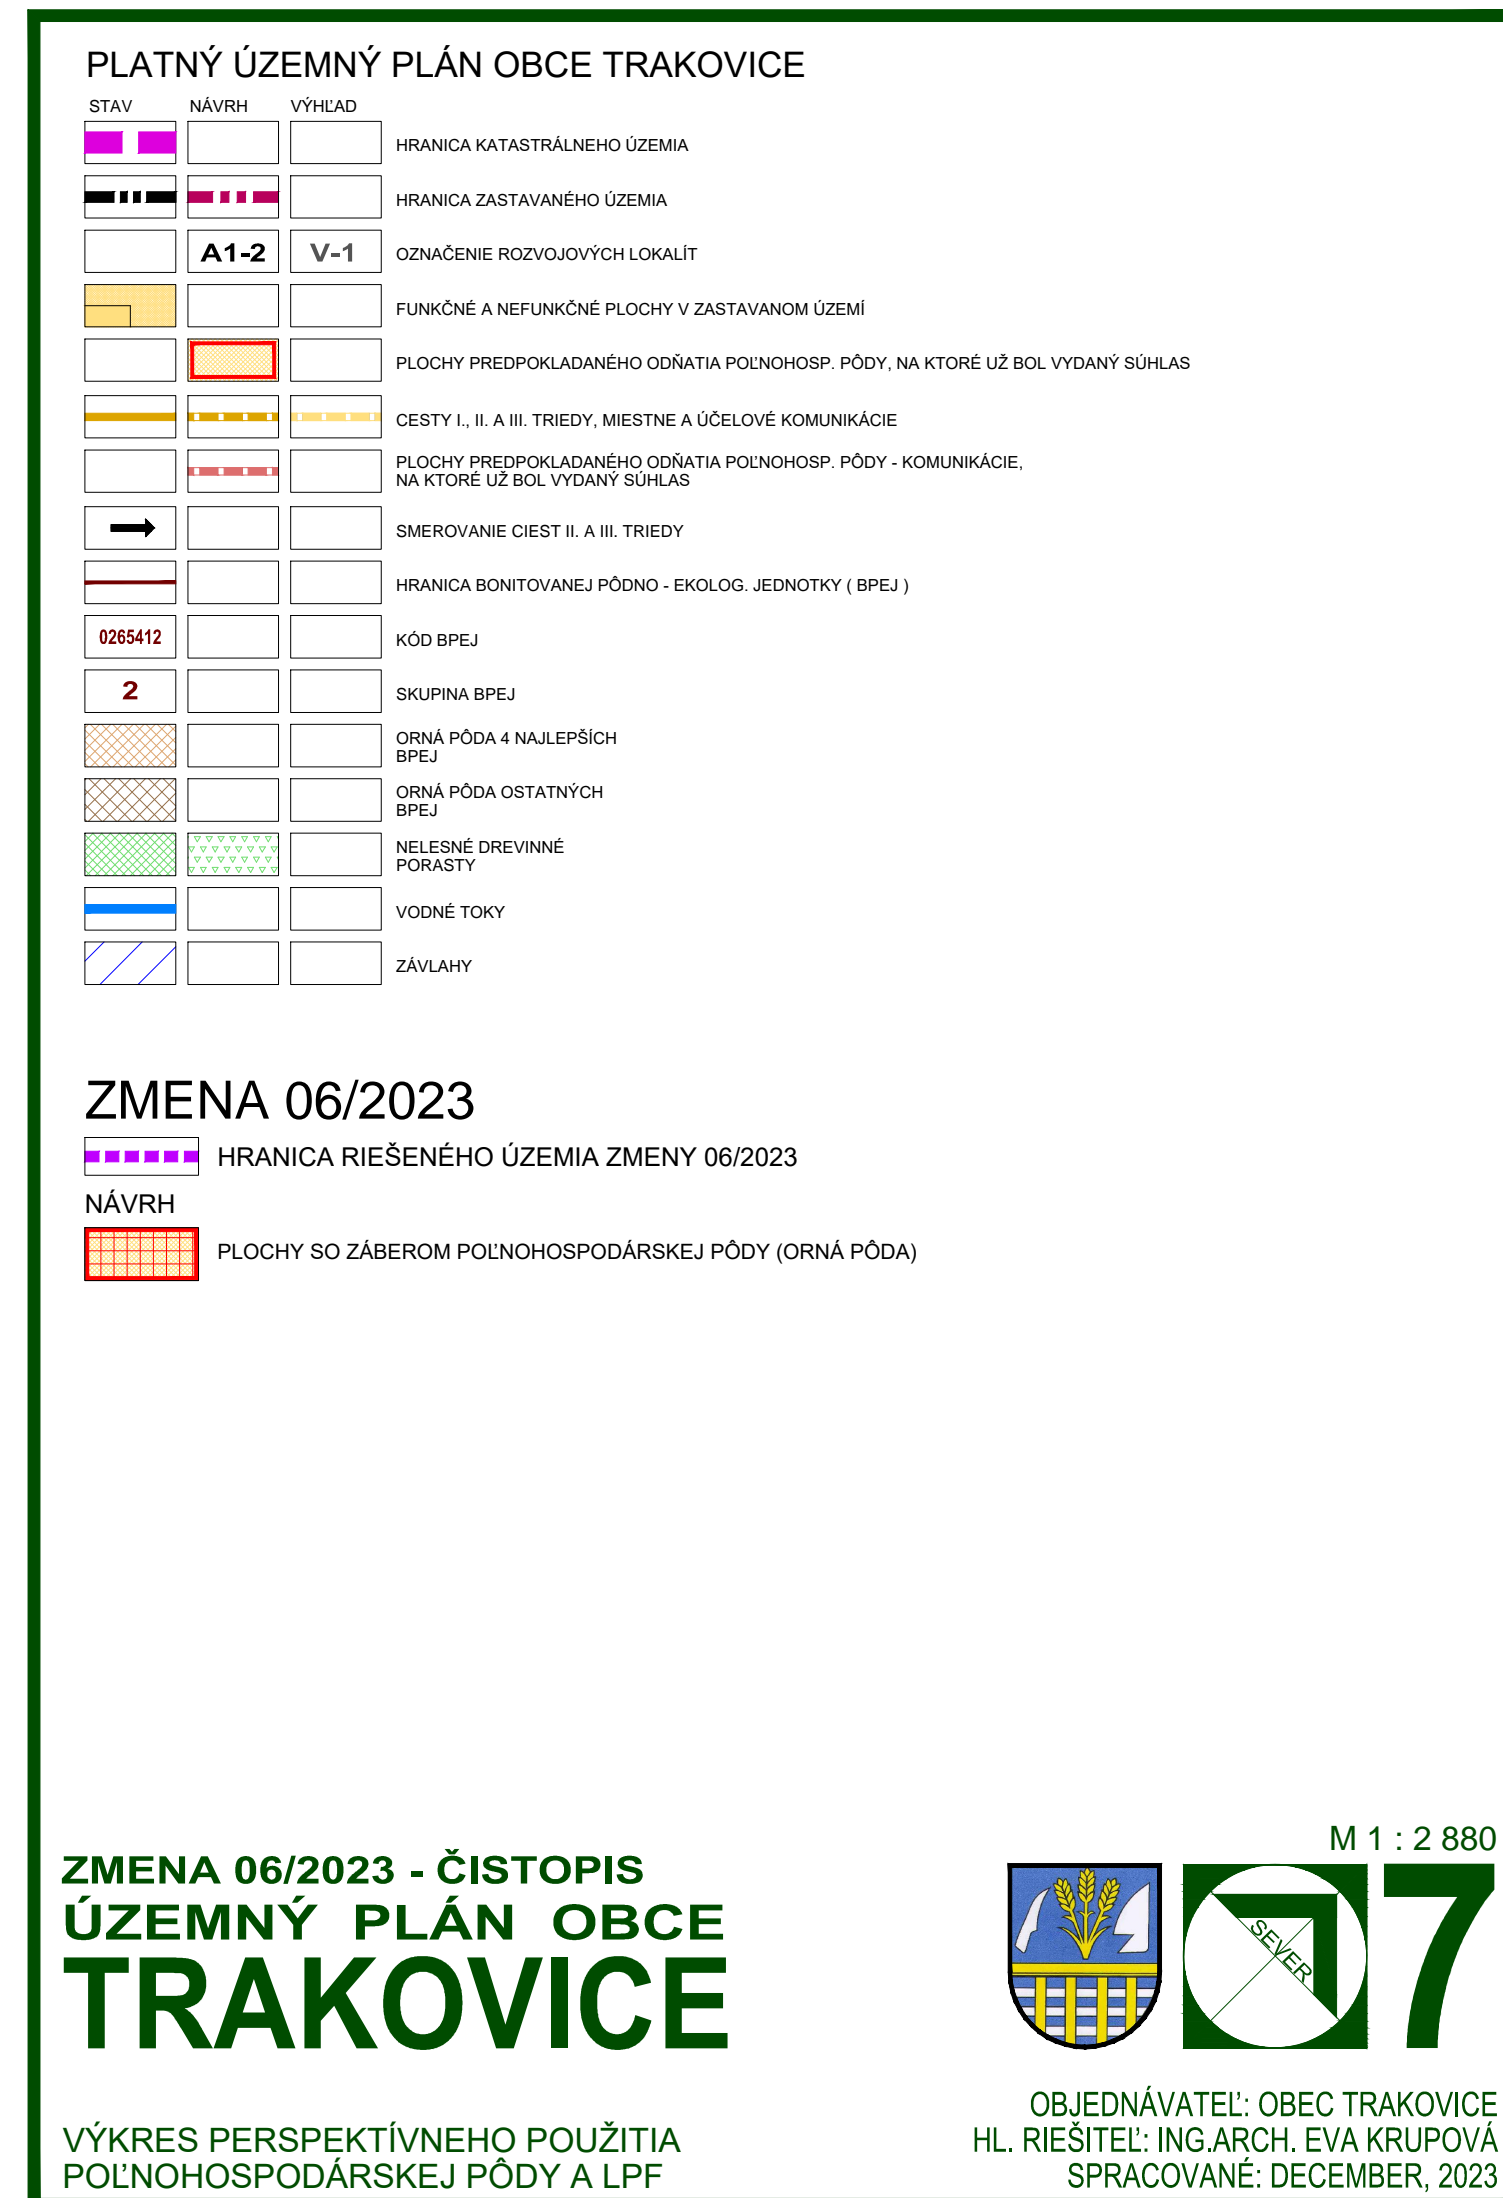 PLATNÝ ÚZEMNÝ PLÁN OBCE TRAKOVICE
STAV NÁVRH VÝHĽAD
HRANICA KATASTRÁLNEHO ÚZEMIA
HRANICA ZASTAVANÉHO ÚZEMIA
A1-2 V-1 OZNAČENIE ROZVOJOVÝCH LOKALÍT
FUNKČNÉ A NEFUNKČNÉ PLOCHY V ZASTAVANOM ÚZEMÍ
PLOCHY PREDPOKLADANÉHO ODŇATIA POĽNOHOSP. PÔDY, NA KTORÉ UŽ BOL VYDANÝ SÚHLAS
CESTY I., II. A III. TRIEDY, MIESTNE A ÚČELOVÉ KOMUNIKÁCIE
PLOCHY PREDPOKLADANÉHO ODŇATIA POĽNOHOSP. PÔDY - KOMUNIKÁCIE,
NA KTORÉ UŽ BOL VYDANÝ SÚHLAS
SMEROVANIE CIEST II. A III. TRIEDY
HRANICA BONITOVANEJ PÔDNO - EKOLOG. JEDNOTKY ( BPEJ )
0265412 KÓD BPEJ
2 SKUPINA BPEJ
ORNÁ PÔDA 4 NAJLEPŠÍCH
BPEJ
ORNÁ PÔDA OSTATNÝCH
BPEJ
NELESNÉ DREVINNÉ
PORASTY
VODNÉ TOKY
ZÁVLAHY
ZMENA 06/2023
HRANICA RIEŠENÉHO ÚZEMIA ZMENY 06/2023
NÁVRH
PLOCHY SO ZÁBEROM POĽNOHOSPODÁRSKEJ PÔDY (ORNÁ PÔDA)
M 1 : 2 880
ZMENA 06/2023 - ČISTOPIS
ÚZEMNÝ PLÁN OBCE
TRAKOVICE
SEVER
7
VÝKRES PERSPEKTÍVNEHO POUŽITIA
POĽNOHOSPODÁRSKEJ PÔDY A LPF
OBJEDNÁVATEĽ: OBEC TRAKOVICE
HL. RIEŠITEĽ: ING.ARCH. EVA KRUPOVÁ
SPRACOVANÉ: DECEMBER, 2023